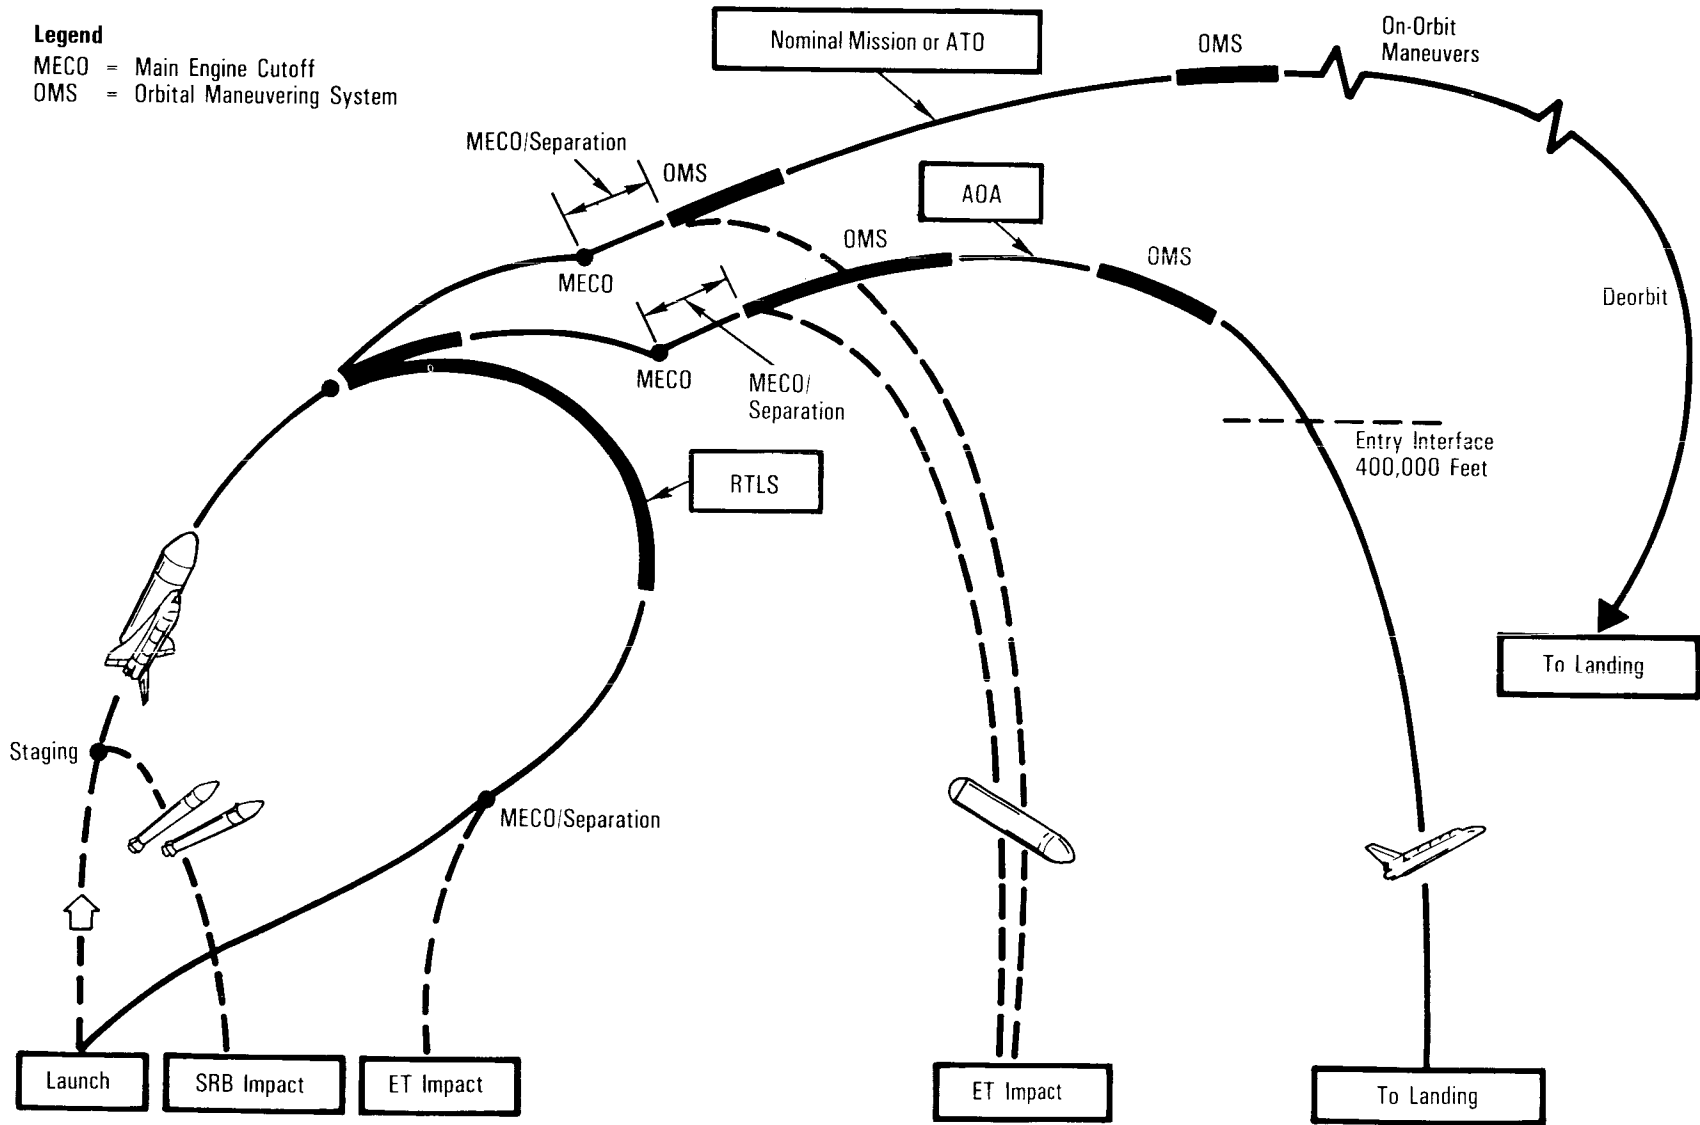 Legend
MECO = Main Engine Cutoff
OMS = Orbital Maneuvering System
Nominal Mission or ATO
OMS
On-Orbit
Maneuvers
MECO/Separation
OMS
AOA
MECO
OMS
OMS
Deorbit
MECO
MECO/
Separation
Entry Interface
400,000 Feet
RTLS
To Landing
Staging
MECO/Separation
Launch
SRB Impact
ET Impact
ET Impact
To Landing